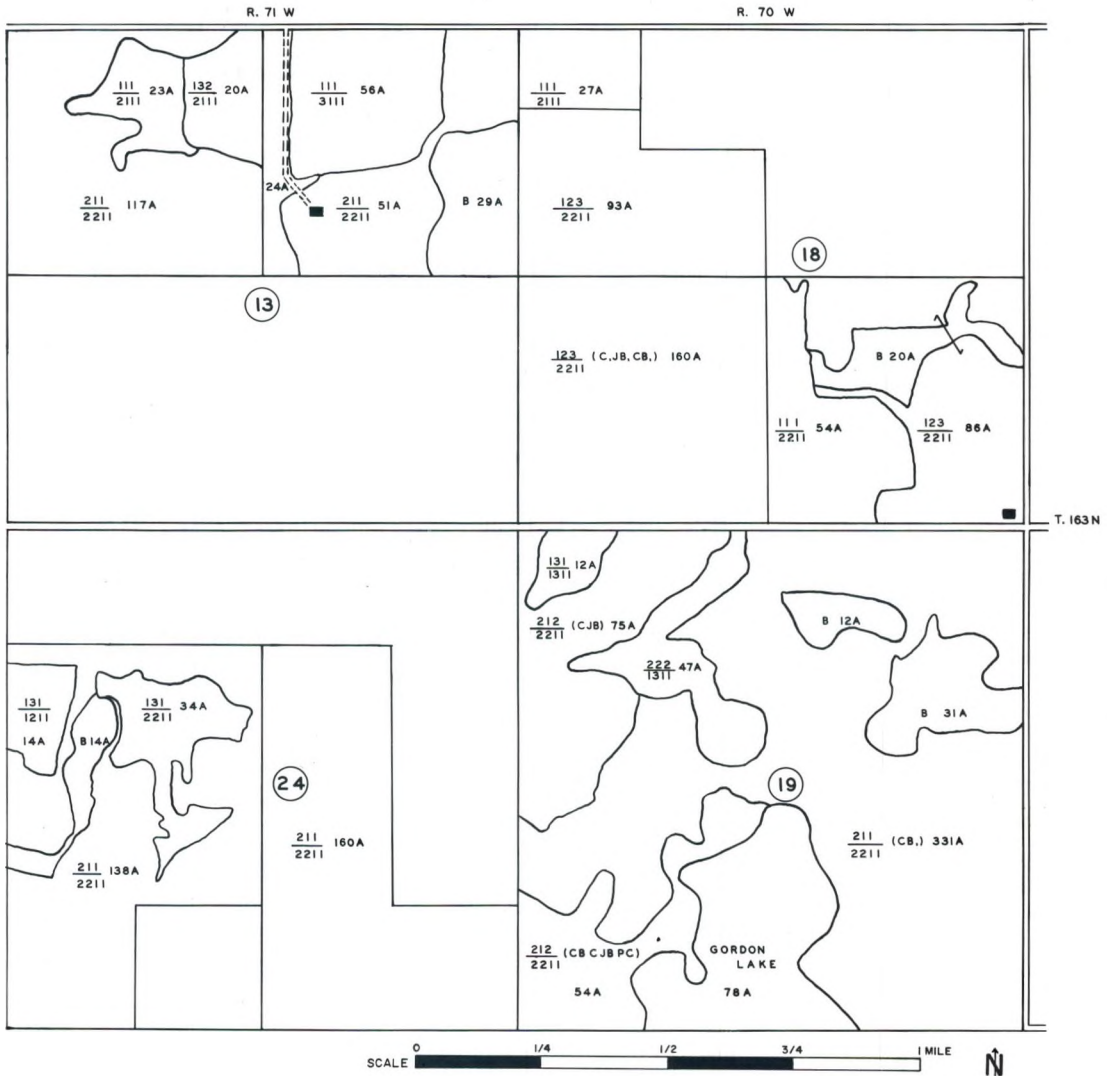 R. 71 W
R. 70 W
111
2111 23A
132
2111 20A
111
3111 56A
111
2111 27A
24A
211
2211 117A
211
2211 51A
B 29A
123
2211 93A
18
13
123
2211 (C,JB,CB,) 160A
B 20A
111
2211 54A
123
2211 86A
T. 163 N
131
1311 12A
212
2211 (CJB) 75A
B 12A
222
1311 47A
131
1211
14A
B 14A
131
2211 34A
B 31A
24
19
211
2211 138A
211
2211 160A
211
2211 (CB,) 331A
212
2211 (CB CJB PC)
54A
GORDON
LAKE
78A
SCALE 0 1/4 1/2 3/4 1 MILE
N